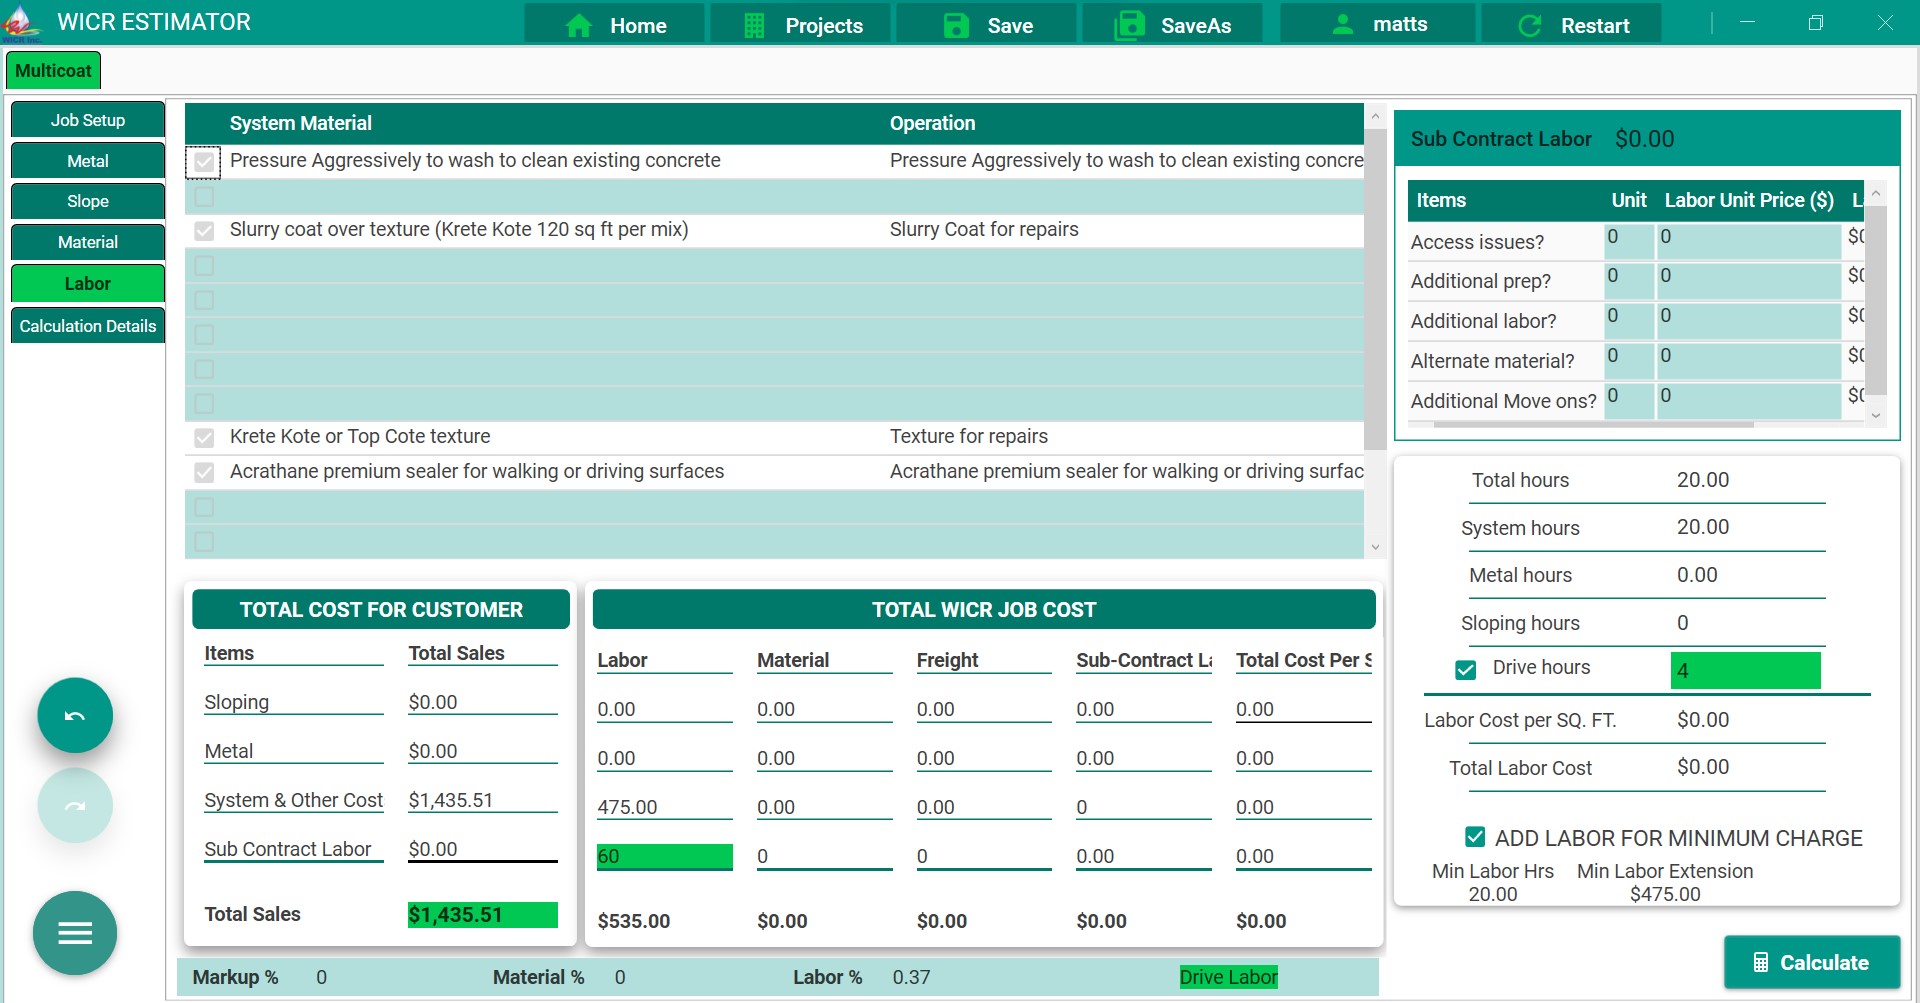 WICR ESTIMATOR
Home
Projects
Save
SaveAs
matts
Restart
Multicoat
Job Setup
Metal
Slope
Material
Labor
Calculation Details
System Material Operation
Pressure Aggressively to wash to clean existing concrete Pressure Aggressively to wash to clean existing concre
Slurry coat over texture (Krete Kote 120 sq ft per mix) Slurry Coat for repairs
Krete Kote or Top Cote texture Texture for repairs
Acrathane premium sealer for walking or driving surfaces Acrathane premium sealer for walking or driving surfac
Sub Contract Labor $0.00
Items Unit Labor Unit Price ($) L
Access issues? 0 0 $0
Additional prep? 0 0 $0
Additional labor? 0 0 $0
Alternate material? 0 0 $0
Additional Move ons? 0 0 $0
Total hours 20.00
System hours 20.00
Metal hours 0.00
Sloping hours 0
Drive hours 4
Labor Cost per SQ. FT. $0.00
Total Labor Cost $0.00
ADD LABOR FOR MINIMUM CHARGE
Min Labor Hrs Min Labor Extension
20.00 $475.00
TOTAL COST FOR CUSTOMER
Items Total Sales
Sloping $0.00
Metal $0.00
System & Other Cost $1,435.51
Sub Contract Labor $0.00
Total Sales $1,435.51
TOTAL WICR JOB COST
Labor Material Freight Sub-Contract La Total Cost Per S
0.00 0.00 0.00 0.00 0.00
0.00 0.00 0.00 0.00 0.00
475.00 0.00 0.00 0 0.00
60 0 0 0.00 0.00
$535.00 $0.00 $0.00 $0.00 $0.00
Markup % 0 Material % 0 Labor % 0.37 Drive Labor
Calculate